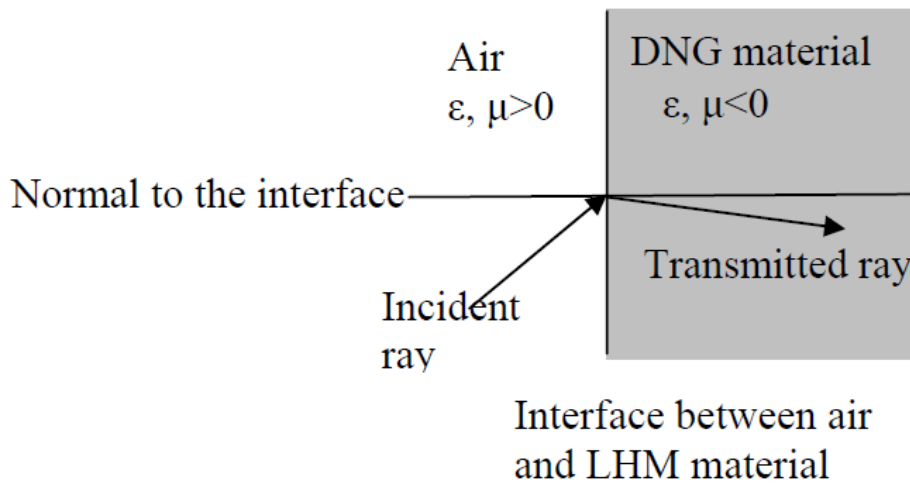 Air
ε, μ>0
DNG material
ε, μ<0
Normal to the interface
Transmitted ray
Incident
ray
Interface between air
and LHM material